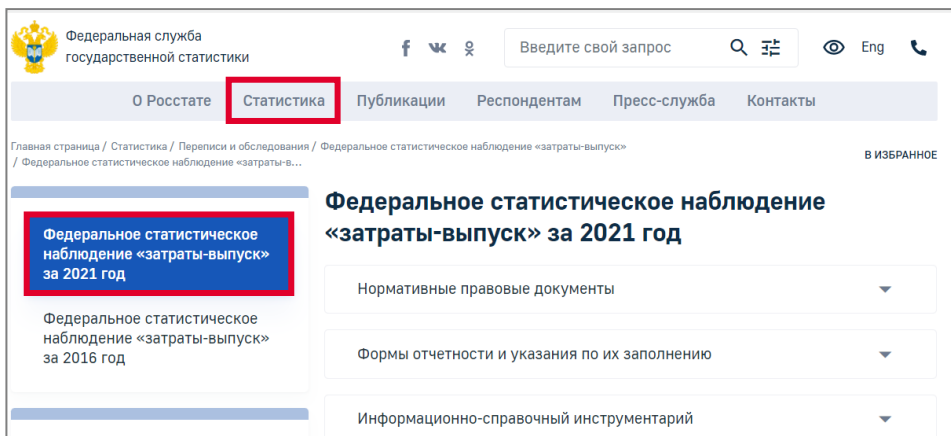 Федеральная служба
государственной статистики
Введите свой запрос
Eng
О Росстате Статистика Публикации Респондентам Пресс-служба Контакты
Главная страница / Статистика / Переписи и обследования / Федеральное статистическое наблюдение «затраты-выпуск»
/ Федеральное статистическое наблюдение «затраты-в...
В ИЗБРАННОЕ
Федеральное статистическое
наблюдение «затраты-выпуск»
за 2021 год
Федеральное статистическое
наблюдение «затраты-выпуск»
за 2016 год
Федеральное статистическое наблюдение
«затраты-выпуск» за 2021 год
Нормативные правовые документы
Формы отчетности и указания по их заполнению
Информационно-справочный инструментарий